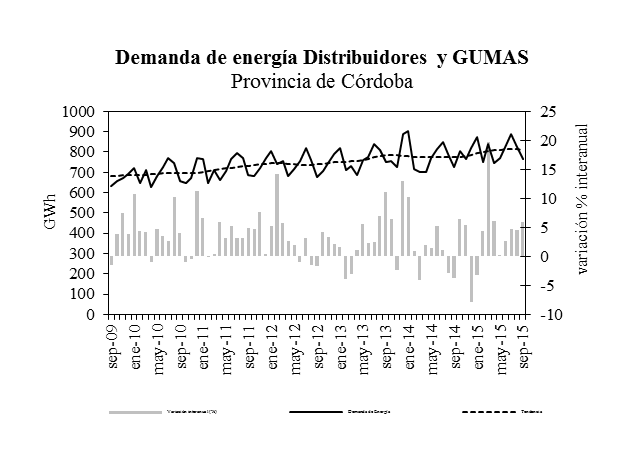 Demanda de energía Distribuidores y GUMAS
Provincia de Córdoba
1000
900
800
700
600
500
400
300
200
100
0
GWh
25
20
15
10
5
0
-5
-10
variación % interanual
sep-09
ene-10
may-10
sep-10
ene-11
may-11
sep-11
ene-12
may-12
sep-12
ene-13
may-13
sep-13
ene-14
may-14
sep-14
ene-15
may-15
sep-15
Variación interanual (%)
Demanda de Energía
Tendencia